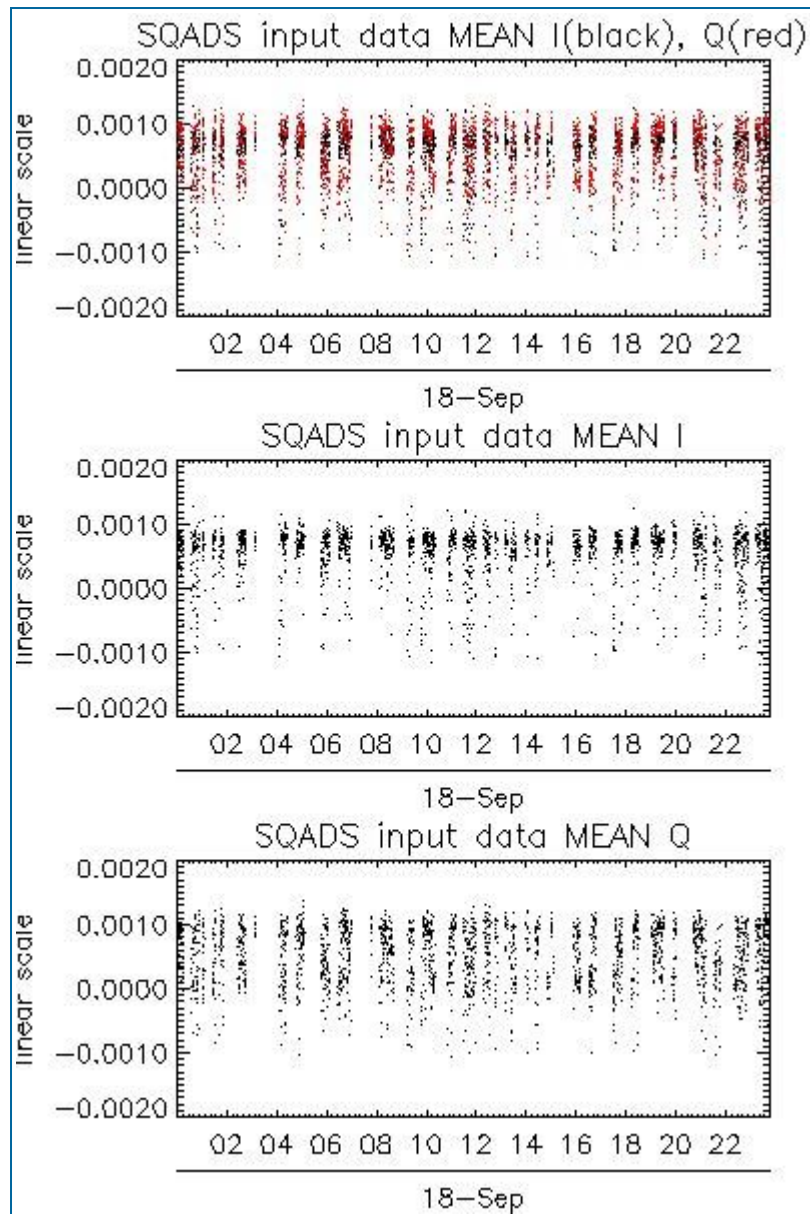 SQADS input data MEAN I(black), Q(red)
0.0020
0.0010
0.0000
−0.0010
−0.0020
linear scale
02 04 06 08 10 12 14 16 18 20 22
18−Sep
SQADS input data MEAN I
0.0020
0.0010
0.0000
−0.0010
−0.0020
linear scale
02 04 06 08 10 12 14 16 18 20 22
18−Sep
SQADS input data MEAN Q
0.0020
0.0010
0.0000
−0.0010
−0.0020
linear scale
02 04 06 08 10 12 14 16 18 20 22
18−Sep